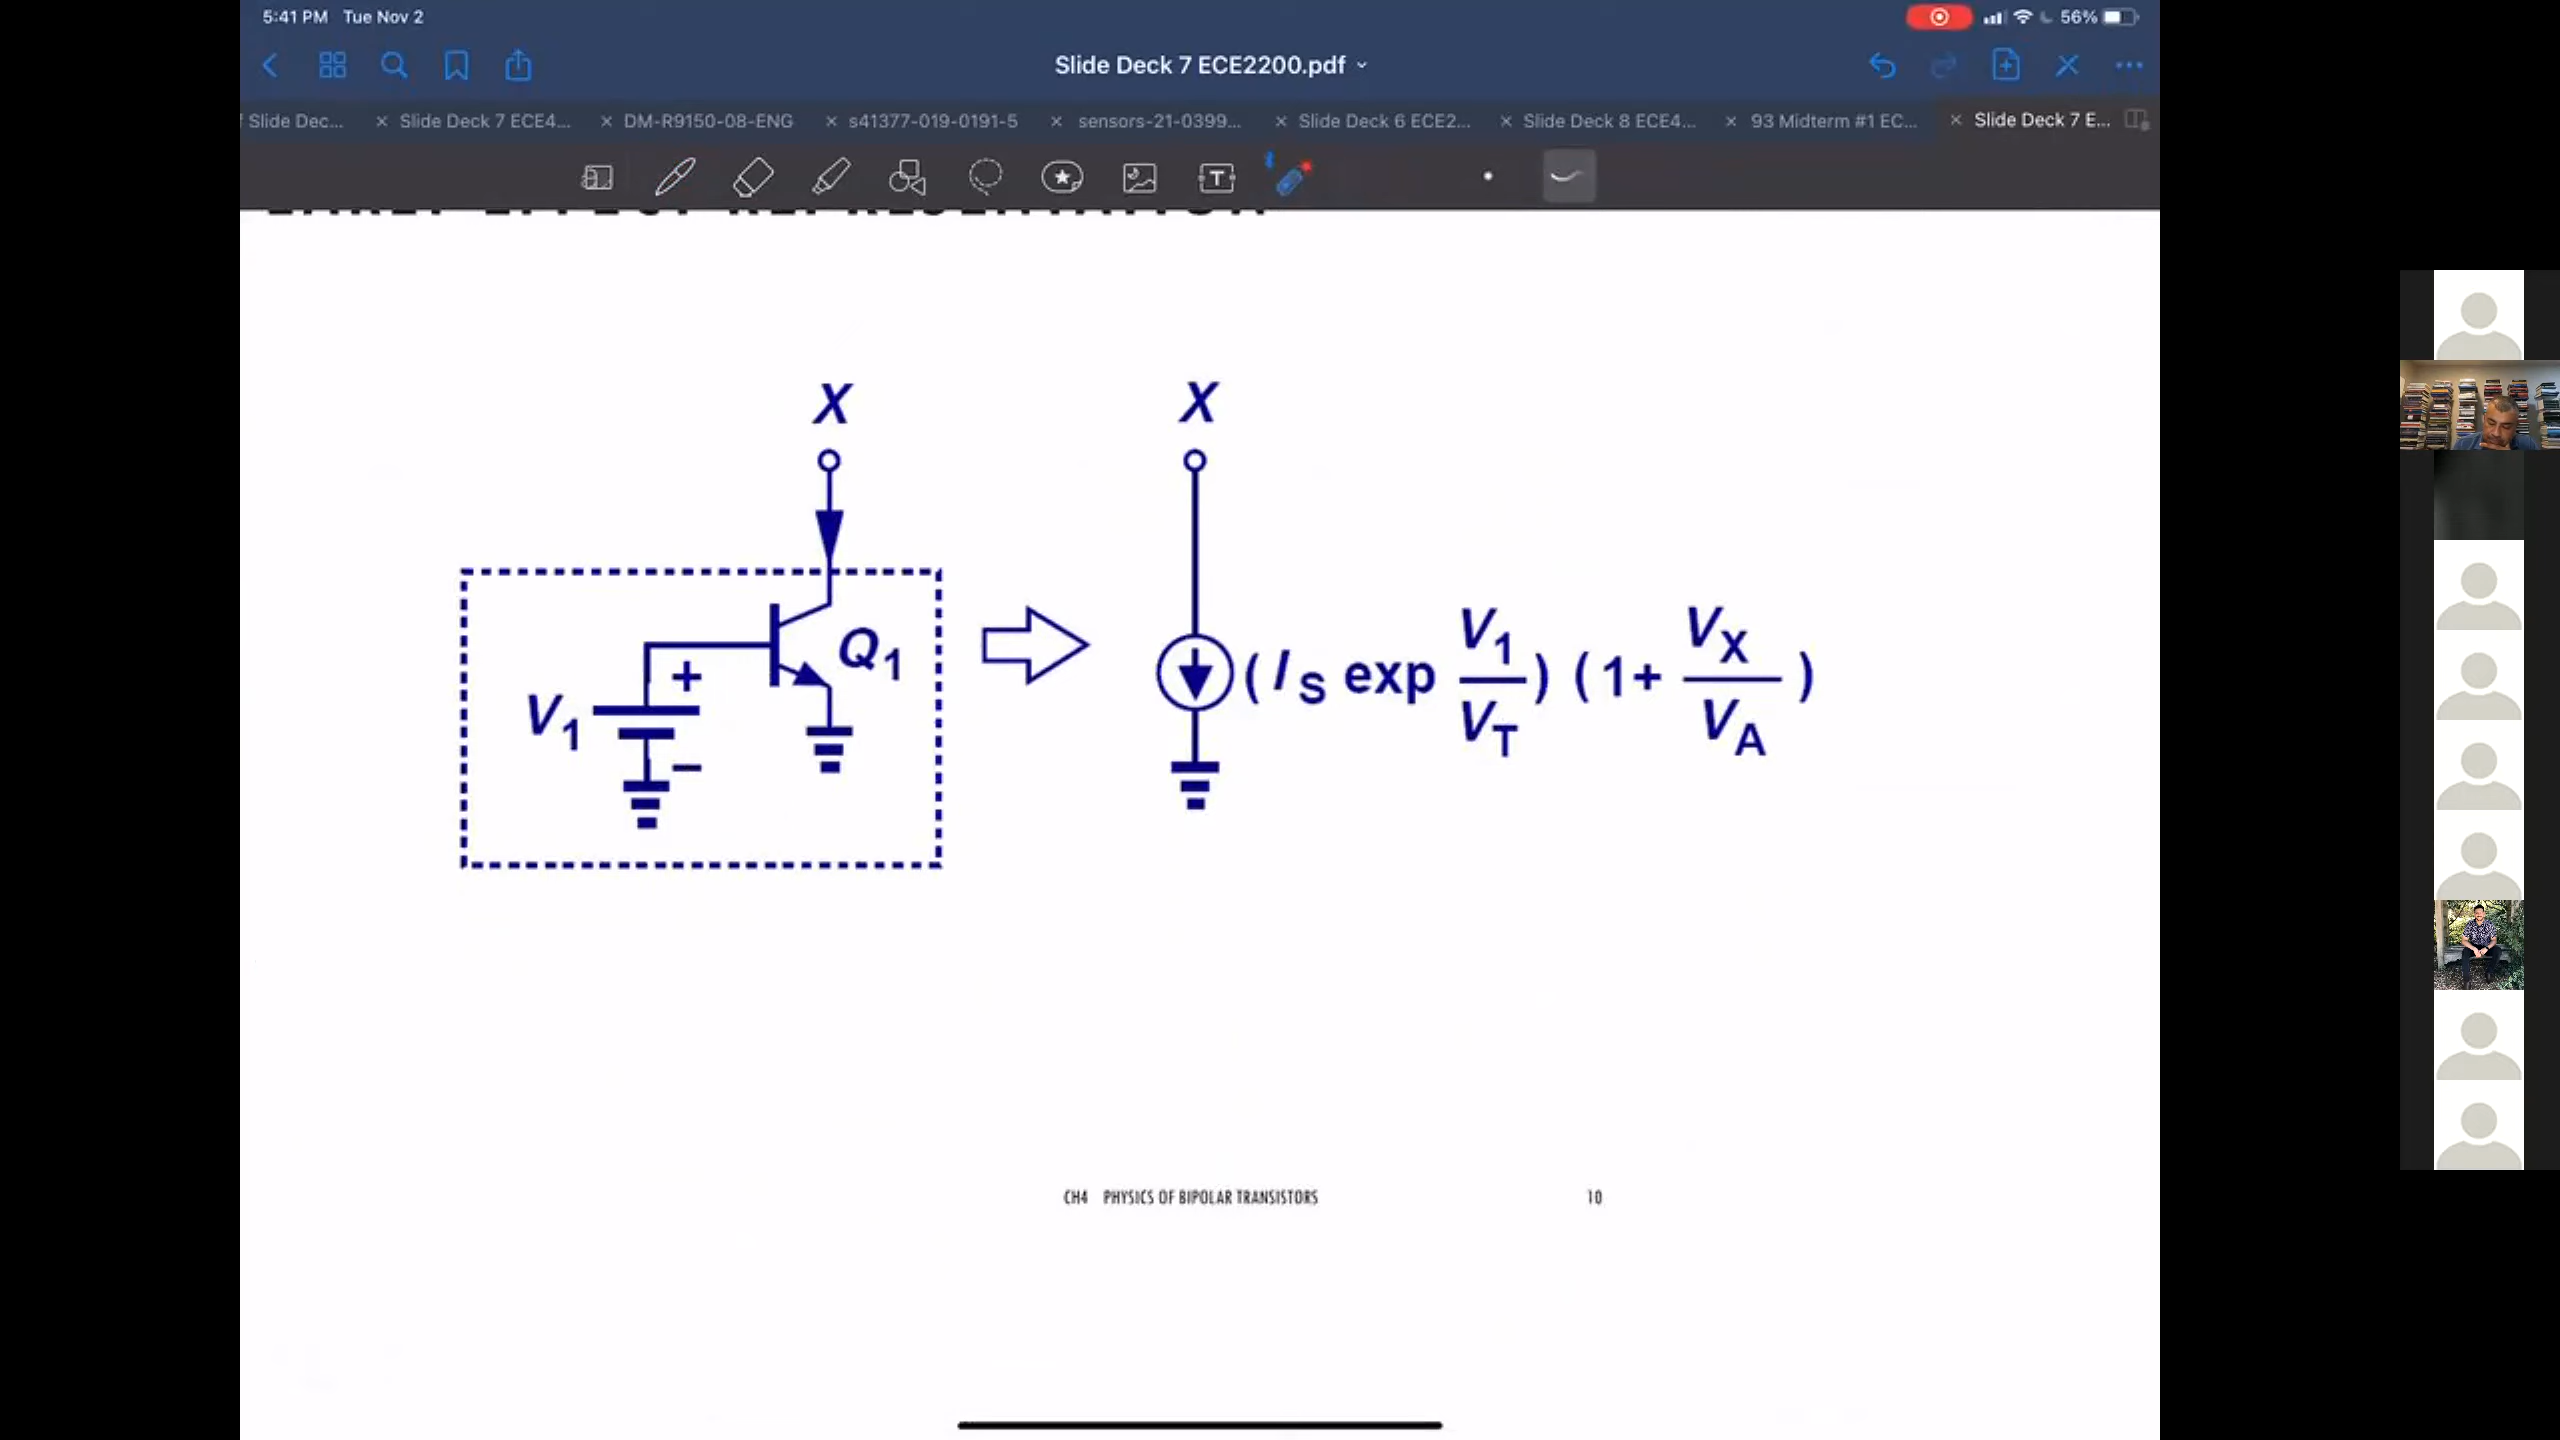 5:41 PM Tue Nov 2
56%
Slide Deck 7 ECE2200.pdf
Slide Dec... × Slide Deck 7 ECE4... × DM-R9150-08-ENG × s41377-019-0191-5 × sensors-21-0399... × Slide Deck 6 ECE2... × Slide Deck 8 ECE4... × 93 Midterm #1 EC... × Slide Deck 7 E...
T
EARLY EFFECT REPRESENTATION
X
X
Q1
V1
+
−
(IS exp V1/VT) (1+ VX/VA)
CH4 PHYSICS OF BIPOLAR TRANSISTORS 10